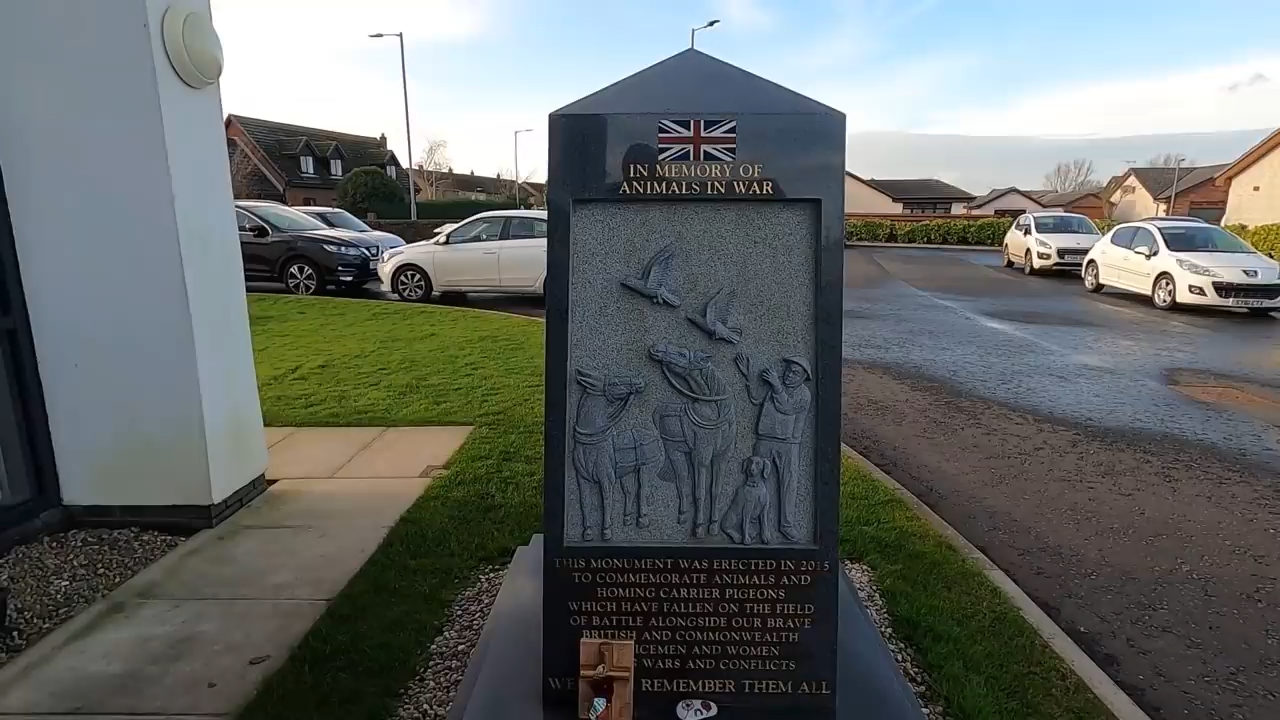 IN MEMORY OF
ANIMALS IN WAR
THIS MONUMENT WAS ERECTED IN 2015
TO COMMEMORATE ANIMALS AND
HOMING CARRIER PIGEONS
WHICH HAVE FALLEN ON THE FIELD
OF BATTLE ALONGSIDE OUR BRAVE
BRITISH AND COMMONWEALTH
ICEMEN AND WOMEN
WARS AND CONFLICTS
WE REMEMBER THEM ALL